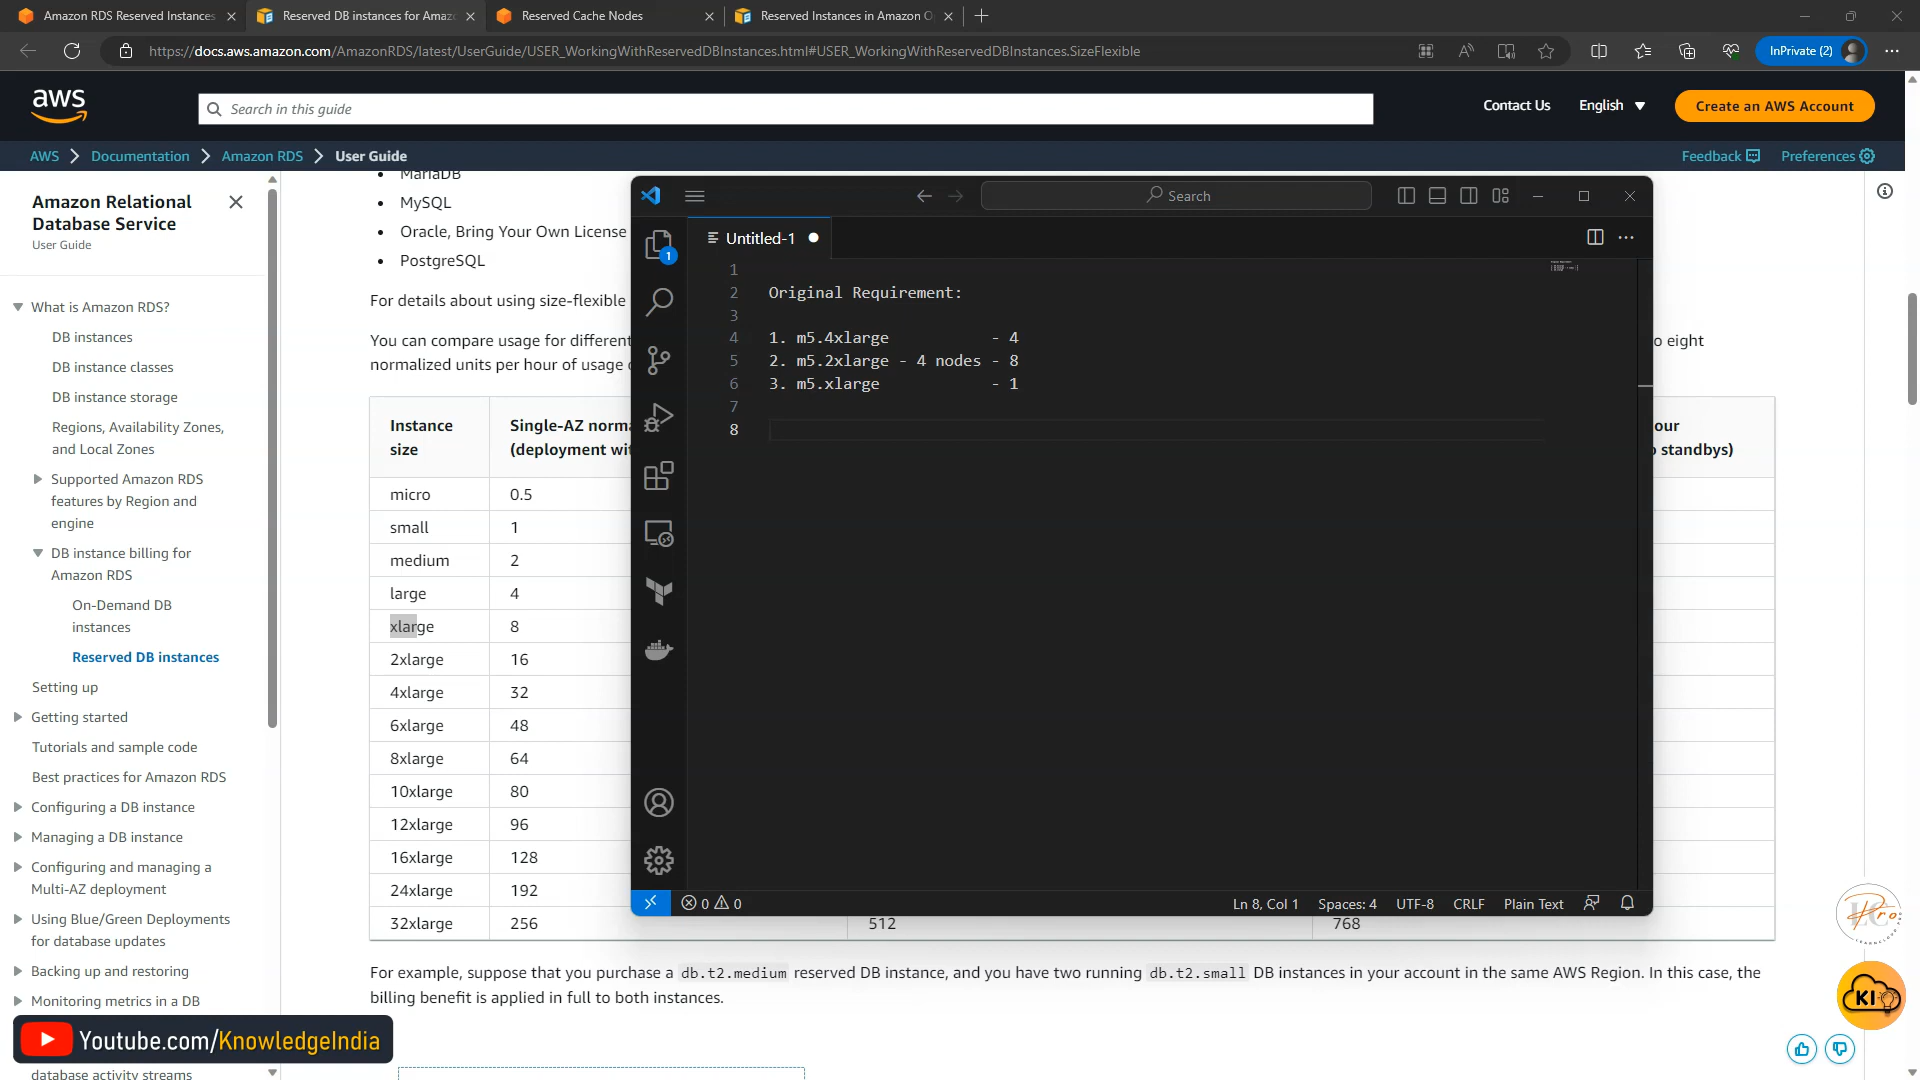 Amazon RDS Reserved Instances
Reserved DB instances for Amaz
Reserved Cache Nodes
Reserved Instances in Amazon O
https://docs.aws.amazon.com/AmazonRDS/latest/UserGuide/USER_WorkingWithReservedDBInstances.html#USER_WorkingWithReservedDBInstances.SizeFlexible
InPrivate (2)
aws
Search in this guide
Contact Us
English
Create an AWS Account
AWS > Documentation > Amazon RDS > User Guide
Feedback
Preferences
Amazon Relational
Database Service
User Guide
What is Amazon RDS?
DB instances
DB instance classes
DB instance storage
Regions, Availability Zones,
and Local Zones
Supported Amazon RDS
features by Region and
engine
DB instance billing for
Amazon RDS
On-Demand DB
instances
Reserved DB instances
Setting up
Getting started
Tutorials and sample code
Best practices for Amazon RDS
Configuring a DB instance
Managing a DB instance
Configuring and managing a
Multi-AZ deployment
Using Blue/Green Deployments
for database updates
Backing up and restoring
Monitoring metrics in a DB
database activity streams
• MariaDB
• MySQL
• Oracle, Bring Your Own License
• PostgreSQL
For details about using size-flexible
You can compare usage for different
o eight
normalized units per hour of usage
Instance
size
Single-AZ norma
(deployment wit
our
o standbys)
micro 0.5
small 1
medium 2
large 4
xlarge 8
2xlarge 16
4xlarge 32
6xlarge 48
8xlarge 64
10xlarge 80
12xlarge 96
16xlarge 128
24xlarge 192
32xlarge 256 512 768
For example, suppose that you purchase a db.t2.medium reserved DB instance, and you have two running db.t2.small DB instances in your account in the same AWS Region. In this case, the
billing benefit is applied in full to both instances.
Search
1
Untitled-1
1
2 Original Requirement:
3
4 1. m5.4xlarge - 4
5 2. m5.2xlarge - 4 nodes - 8
6 3. m5.xlarge - 1
7
8
0 0
Ln 8, Col 1
Spaces: 4
UTF-8
CRLF
Plain Text
LC Pro
KI
Youtube.com/KnowledgeIndia